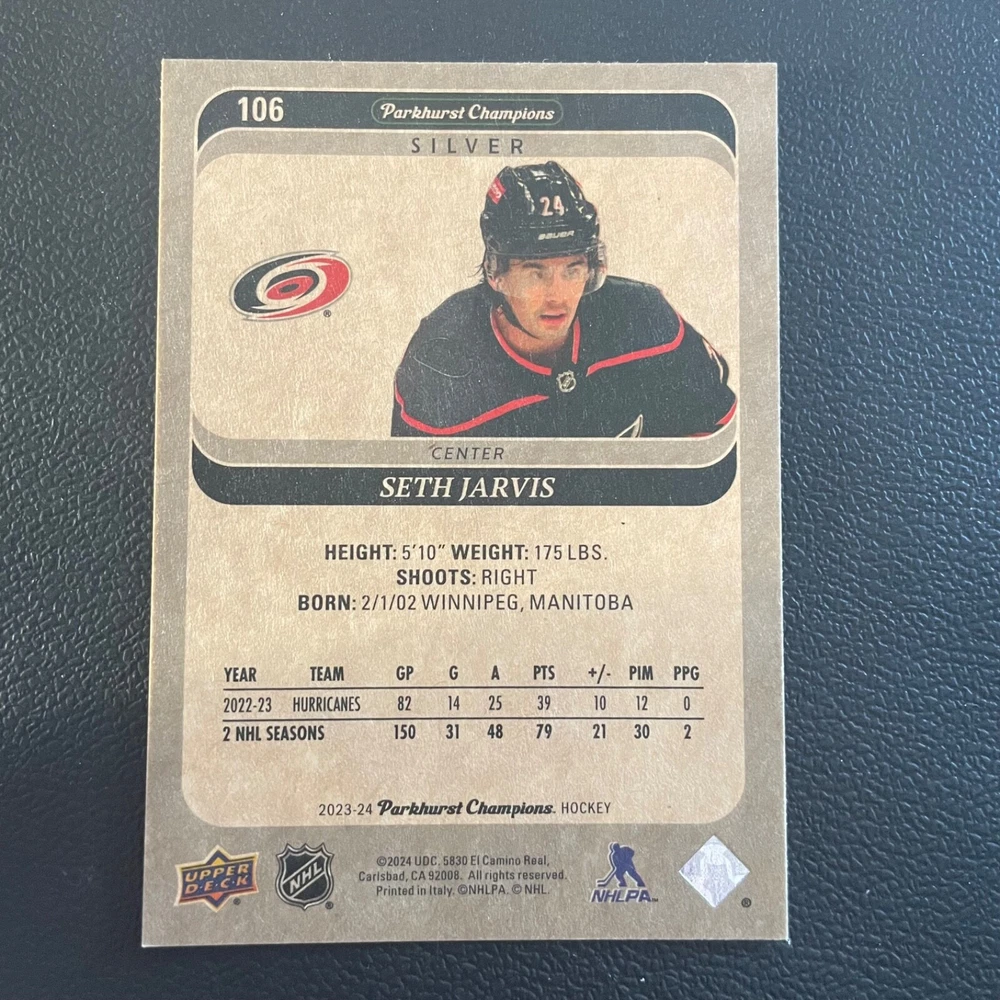 106 Parkhurst Champions
SILVER
24
BAUER
®
CENTER
SETH JARVIS
HEIGHT: 5'10" WEIGHT: 175 LBS.
SHOOTS: RIGHT
BORN: 2/1/02 WINNIPEG, MANITOBA
YEAR TEAM GP G A PTS +/- PIM PPG
2022-23 HURRICANES 82 14 25 39 10 12 0
2 NHL SEASONS 150 31 48 79 21 30 2
2023-24 Parkhurst Champions. HOCKEY
©2024 UDC, 5830 El Camino Real,
Carlsbad, CA 92008. All rights reserved.
Printed in Italy. ©NHLPA. © NHL.
UPPER DECK ®
NHL ®
NHLPA™
®